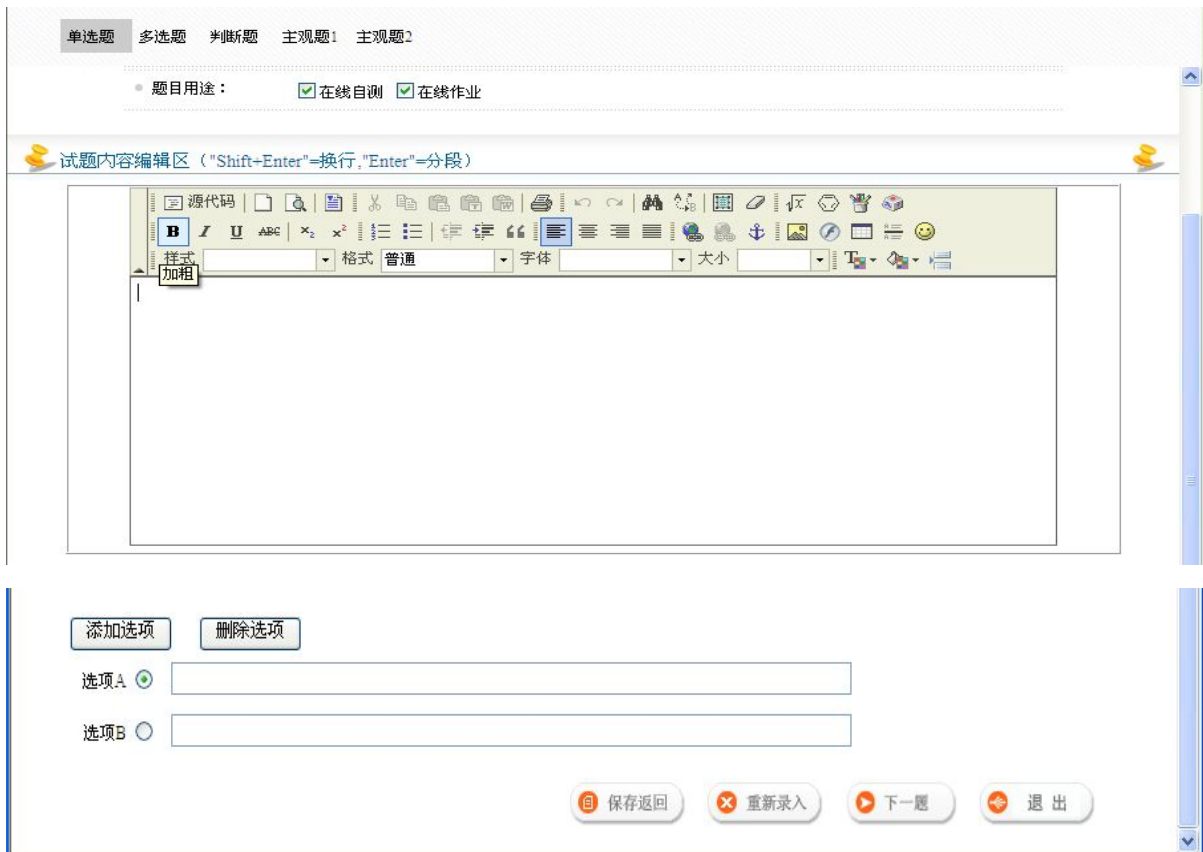 单选题 多选题 判断题 主观题1 主观题2
题目用途： 在线自测 在线作业
试题内容编辑区（"Shift+Enter"=换行,"Enter"=分段）
源代码
B I U ABC x₂ x²
样式 格式 普通 字体 大小
加粗
添加选项 删除选项
选项A
选项B
保存返回 重新录入 下一题 退出